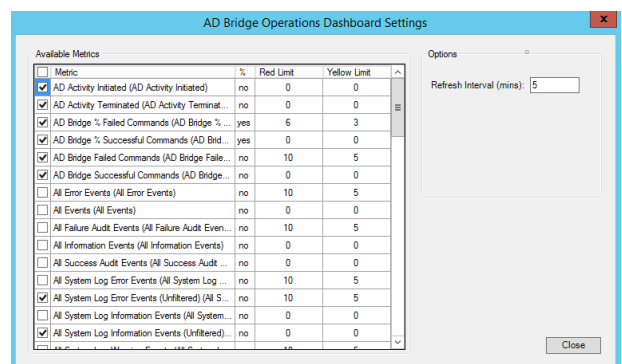 AD Bridge Operations Dashboard Settings
x
Available Metrics
Metric % Red Limit Yellow Limit
AD Activity Initiated (AD Activity Initiated) no 0 0
AD Activity Terminated (AD Activity Terminat... no 0 0
AD Bridge % Failed Commands (AD Bridge % ... yes 6 3
AD Bridge % Successful Commands (AD Brid... yes 0 0
AD Bridge Failed Commands (AD Bridge Faile... no 10 5
AD Bridge Successful Commands (AD Bridge... no 0 0
All Error Events (All Error Events) no 10 5
All Events (All Events) no 0 0
All Failure Audit Events (All Failure Audit Even... no 10 5
All Information Events (All Information Events) no 0 0
All Success Audit Events (All Success Audit ... no 0 0
All System Log Error Events (All System Log ... no 10 5
All System Log Error Events (Unfiltered) (All S... no 10 5
All System Log Information Events (All System... no 0 0
All System Log Information Events (Unfiltered)... no 0 0
Options
Refresh Interval (mins): 5
Close